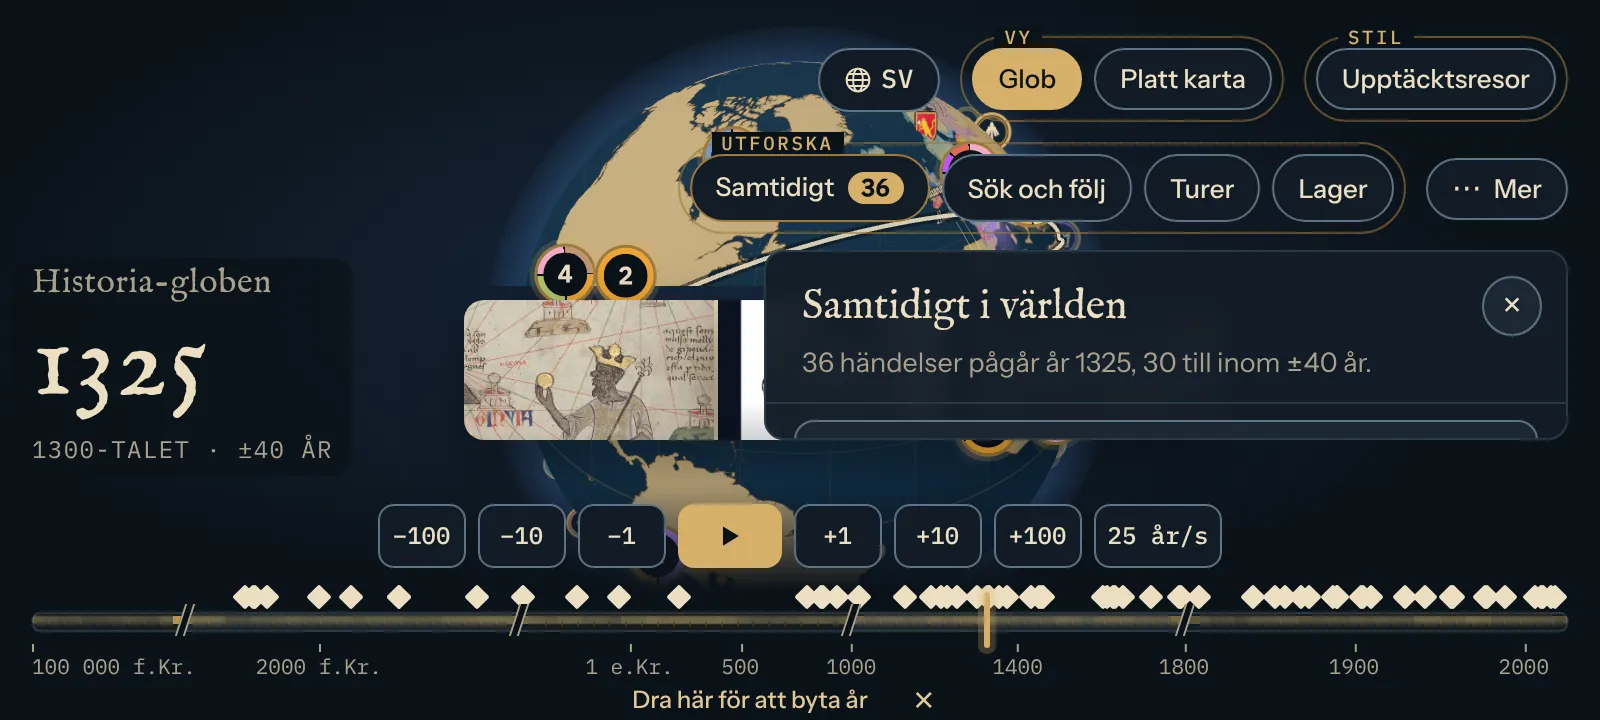 VY
STIL
SV
Glob
Platt karta
Upptäcktsresor
UTFORSKA
Samtidigt 36
Sök och följ
Turer
Lager
··· Mer
4
2
Historia-globen
1325
1300-TALET · ±40 ÅR
Samtidigt i världen
×
36 händelser pågår år 1325, 30 till inom ±40 år.
−100
−10
−1
+1
+10
+100
25 år/s
100 000 f.Kr.
2000 f.Kr.
1 e.Kr.
500
1000
1400
1800
1900
2000
Dra här för att byta år ×